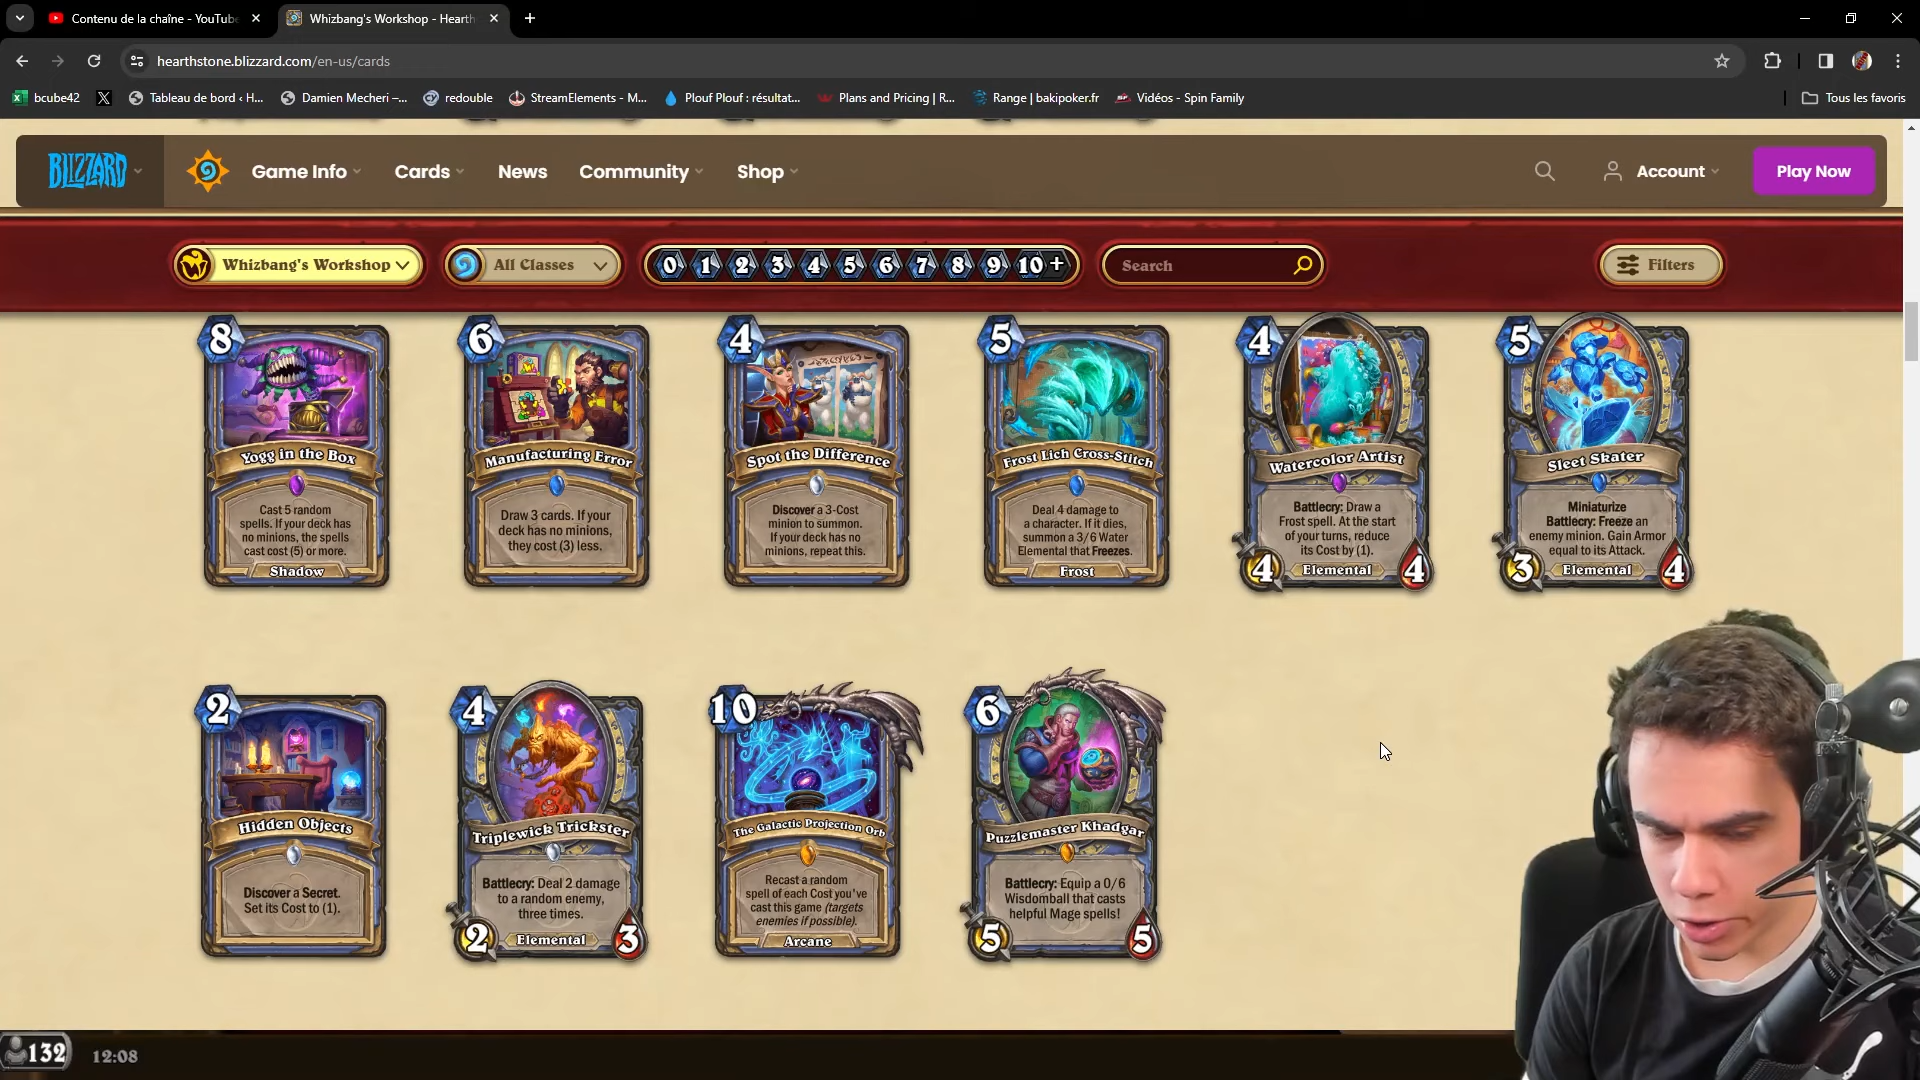 Contenu de la chaîne - YouTube
Whizbang's Workshop - Hearth
hearthstone.blizzard.com/en-us/cards
bcube42
Tableau de bord ‹ H...
Damien Mecheri –...
redouble
StreamElements - M...
Plouf Plouf : résultat...
Plans and Pricing | R...
Range | bakipoker.fr
Vidéos - Spin Family
Tous les favoris
BLIZZARD
Game Info
Cards
News
Community
Shop
Account
Play Now
Whizbang's Workshop
All Classes
0 1 2 3 4 5 6 7 8 9 10 +
Search
Filters
8
Yogg in the Box
Cast 5 random
spells. If your deck has
no minions, the spells
cast cost (5) or more.
Shadow
6
Manufacturing Error
Draw 3 cards. If your
deck has no minions,
they cost (3) less.
4
Spot the Difference
Discover a 3-Cost
minion to summon.
If your deck has no
minions, repeat this.
5
Frost Lich Cross-Stitch
Deal 4 damage to
a character. If it dies,
summon a 3/6 Water
Elemental that Freezes.
Frost
4
Watercolor Artist
Battlecry: Draw a
Frost spell. At the start
of your turns, reduce
its Cost by (1).
4 Elemental 4
5
Sleet Skater
Miniaturize
Battlecry: Freeze an
enemy minion. Gain Armor
equal to its Attack.
3 Elemental 4
2
Hidden Objects
Discover a Secret.
Set its Cost to (1).
4
Triplewick Trickster
Battlecry: Deal 2 damage
to a random enemy,
three times.
2 Elemental 3
10
The Galactic Projection Orb
Recast a random
spell of each Cost you've
cast this game (targets
enemies if possible).
Arcane
6
Puzzlemaster Khadgar
Battlecry: Equip a 0/6
Wisdomball that casts
helpful Mage spells!
5 5
132
12:08